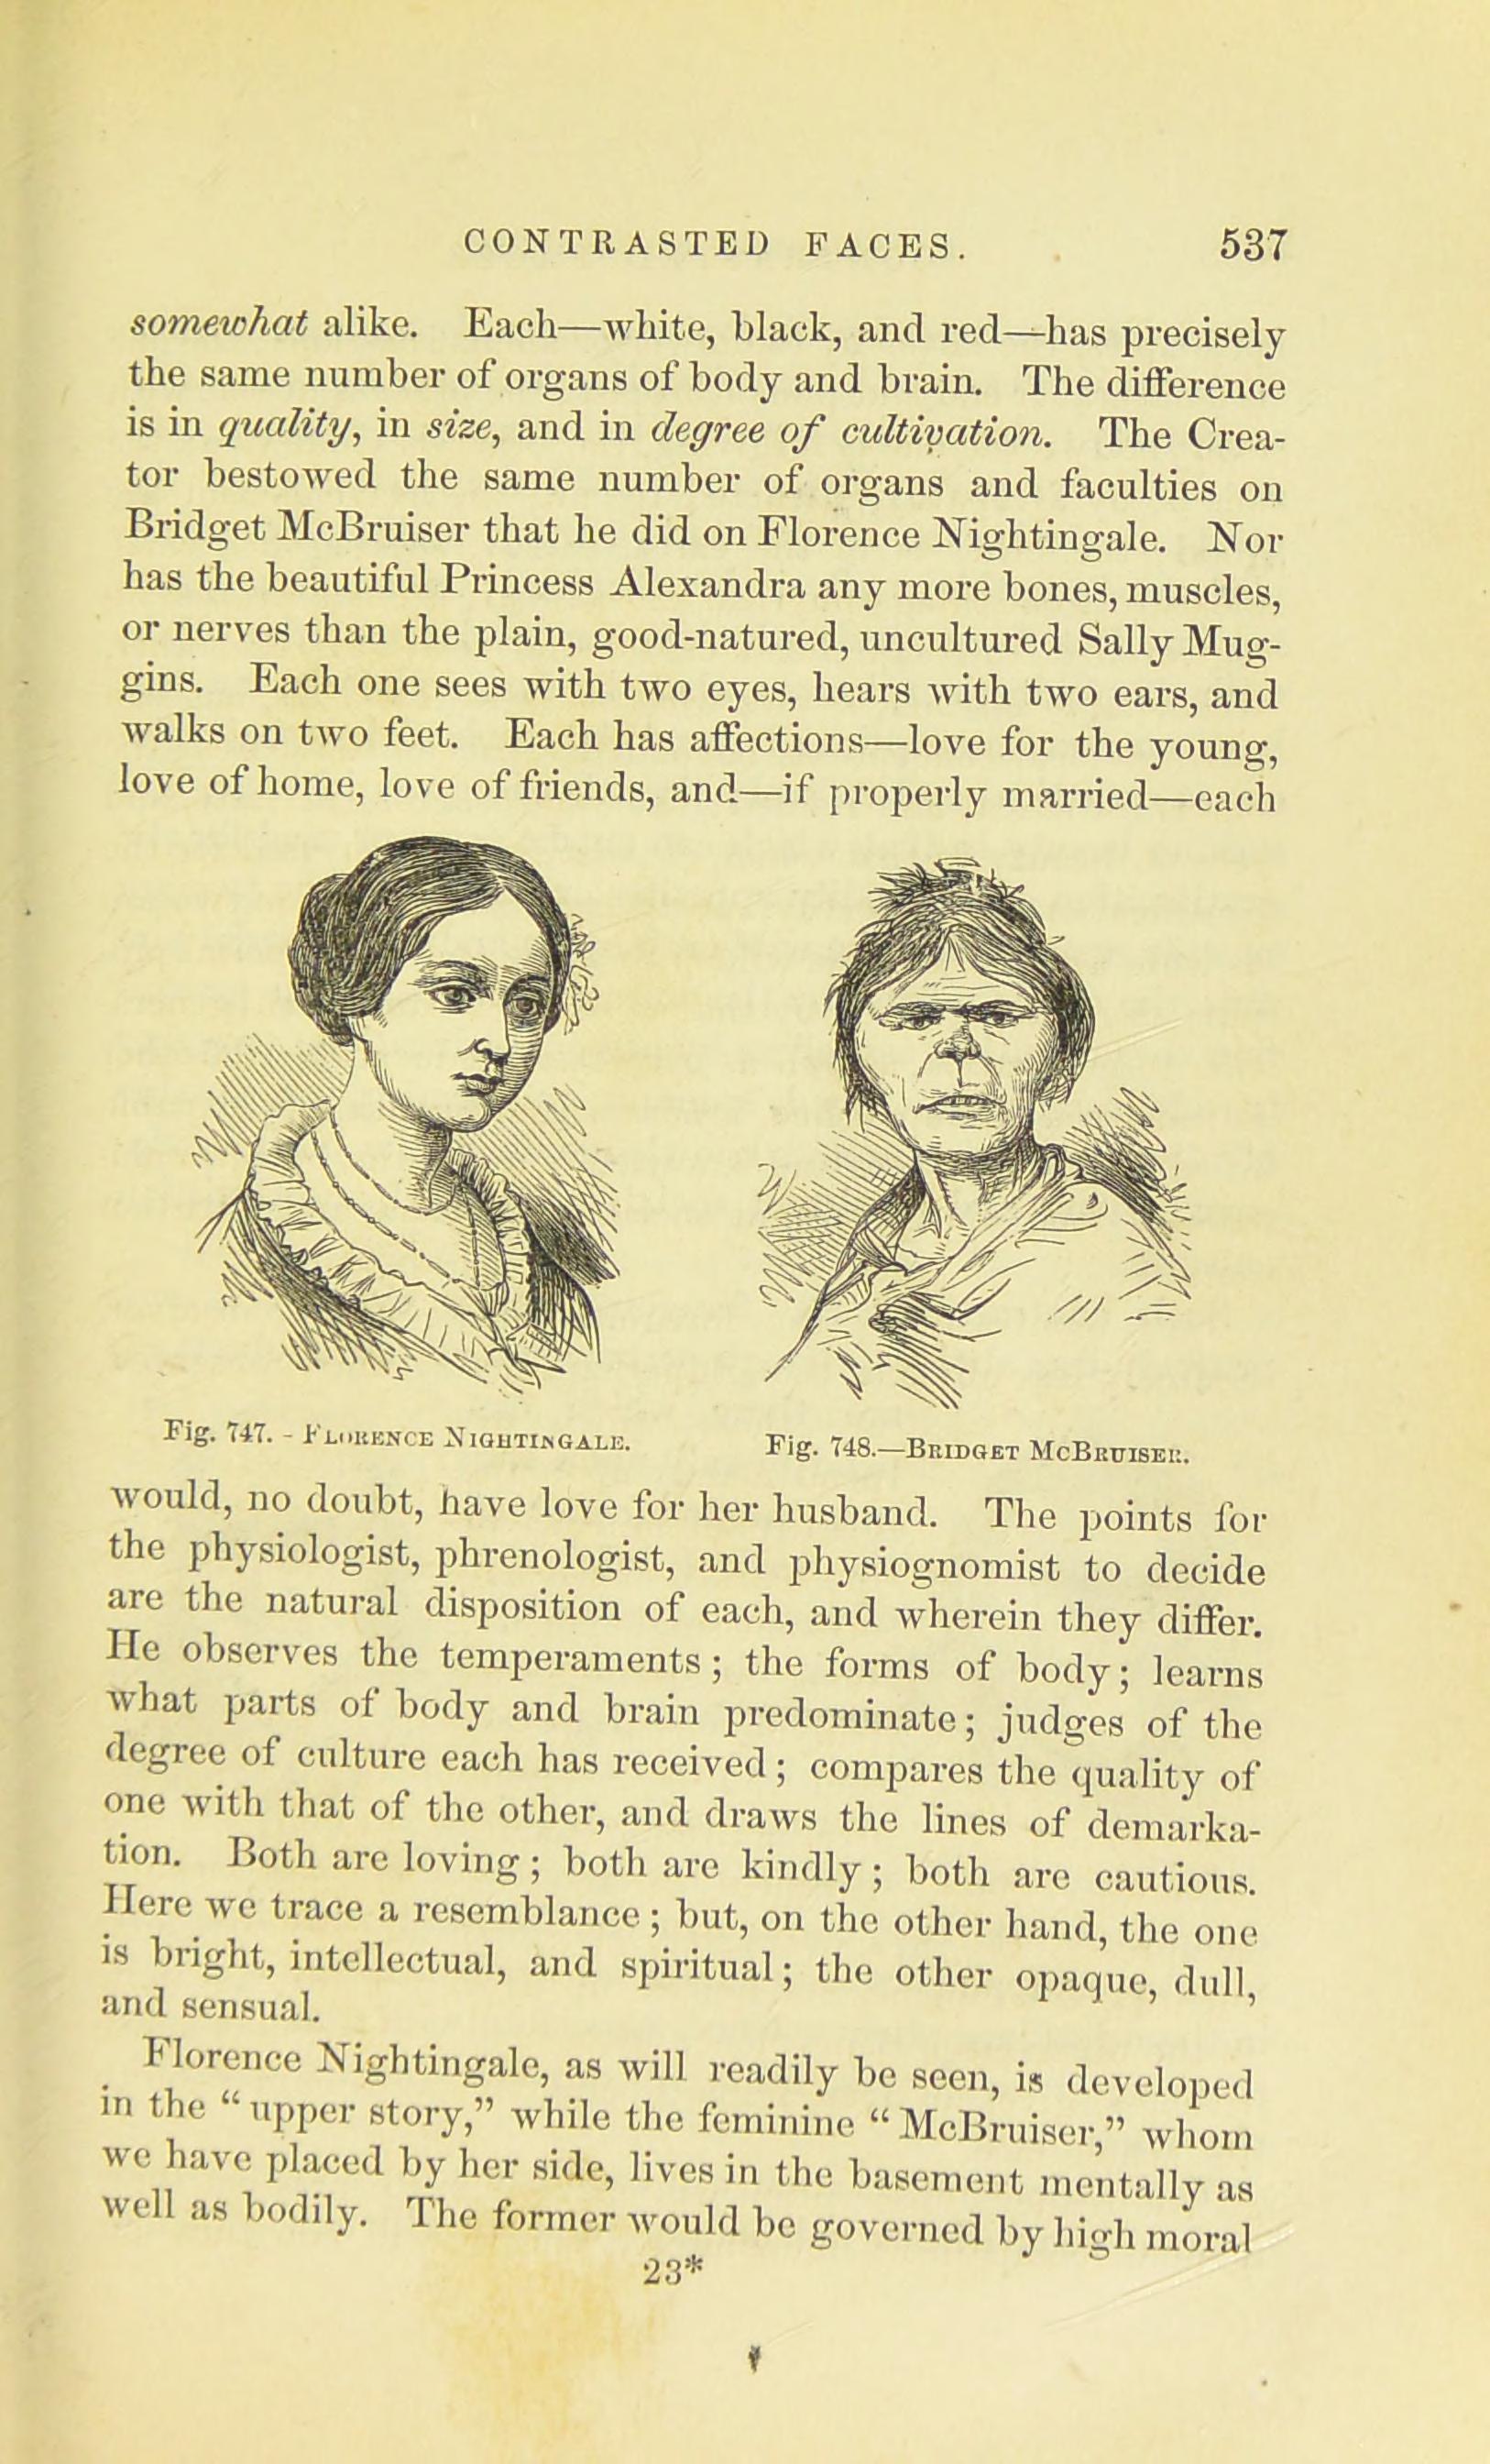 CONTRASTED FACES. 537
somewhat alike. Each—white, black, and red—has precisely
the same number of organs of body and brain. The difference
is in quality, in size, and in degree of cultivation. The Crea-
tor bestowed the same number of organs and faculties on
Bridget McBruiser that he did on Florence Nightingale. Nor
has the beautiful Princess Alexandra any more bones, muscles,
or nerves than the plain, good-natured, uncultured Sally Mug-
gins. Each one sees with two eyes, hears with two ears, and
walks on two feet. Each has affections—love for the young,
love of home, love of friends, and—if properly married—each
Fig. 747. - FLORENCE NIGHTINGALE.
Fig. 748.—BRIDGET MCBRUISER.
would, no doubt, have love for her husband. The points for
the physiologist, phrenologist, and physiognomist to decide
are the natural disposition of each, and wherein they differ.
He observes the temperaments; the forms of body; learns
what parts of body and brain predominate; judges of the
degree of culture each has received; compares the quality of
one with that of the other, and draws the lines of demarka-
tion. Both are loving; both are kindly; both are cautious.
Here we trace a resemblance; but, on the other hand, the one
is bright, intellectual, and spiritual; the other opaque, dull,
and sensual.
Florence Nightingale, as will readily be seen, is developed
in the "upper story," while the feminine "McBruiser," whom
we have placed by her side, lives in the basement mentally as
well as bodily. The former would be governed by high moral
23*